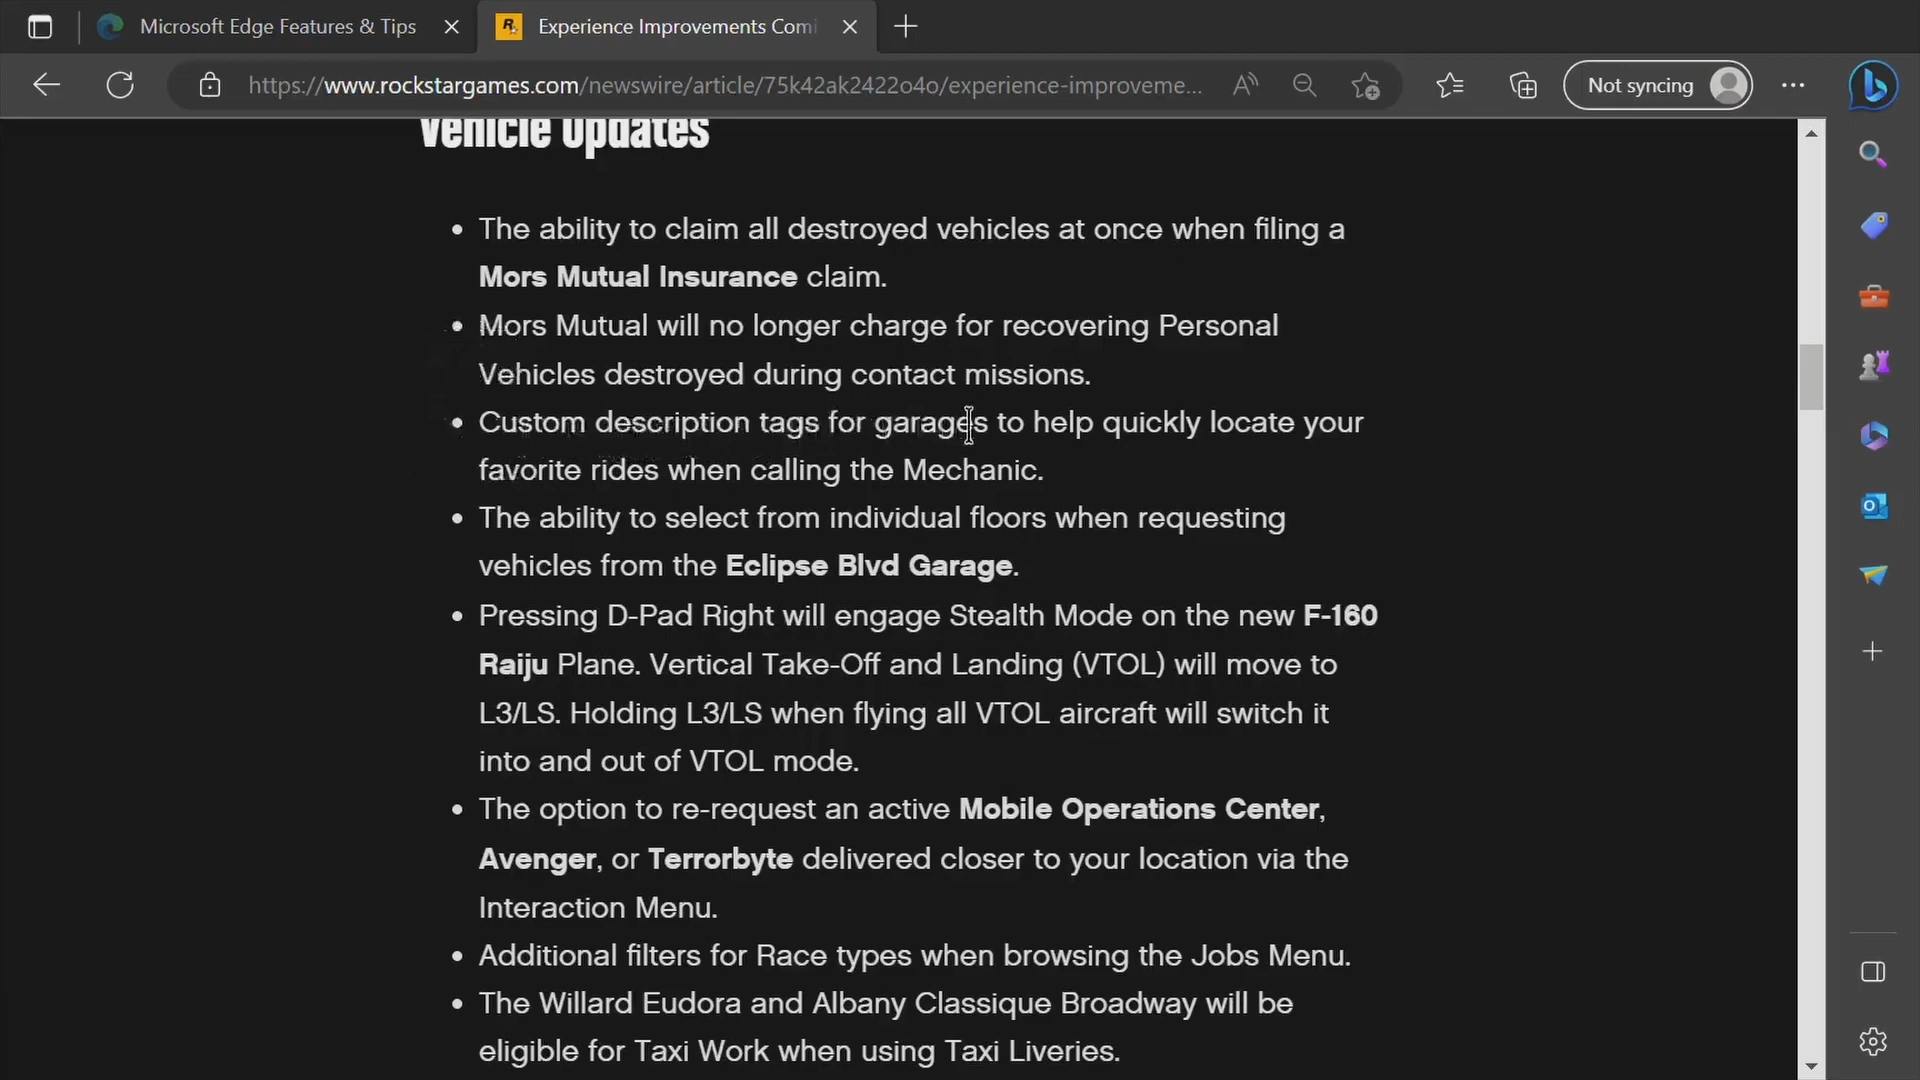 Microsoft Edge Features & Tips
Experience Improvements Com
https://www.rockstargames.com/newswire/article/75k42ak2422o4o/experience-improveme...
Not syncing
Vehicle Updates
• The ability to claim all destroyed vehicles at once when filing a
Mors Mutual Insurance claim.
• Mors Mutual will no longer charge for recovering Personal
Vehicles destroyed during contact missions.
• Custom description tags for garages to help quickly locate your
favorite rides when calling the Mechanic.
• The ability to select from individual floors when requesting
vehicles from the Eclipse Blvd Garage.
• Pressing D-Pad Right will engage Stealth Mode on the new F-160
Raiju Plane. Vertical Take-Off and Landing (VTOL) will move to
L3/LS. Holding L3/LS when flying all VTOL aircraft will switch it
into and out of VTOL mode.
• The option to re-request an active Mobile Operations Center,
Avenger, or Terrorbyte delivered closer to your location via the
Interaction Menu.
• Additional filters for Race types when browsing the Jobs Menu.
• The Willard Eudora and Albany Classique Broadway will be
eligible for Taxi Work when using Taxi Liveries.